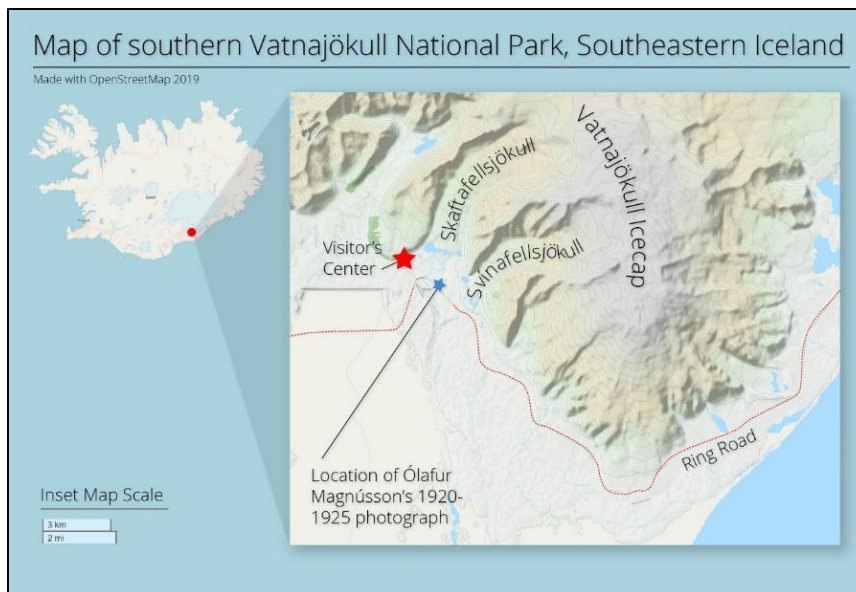 Map of southern Vatnajökull National Park, Southeastern Iceland
Made with OpenStreetMap 2019
Vatnajökull Icecap
Skaftafellsjökull
Svínafellsjökull
Visitor's
Center
Location of Ólafur
Magnússon's 1920-
1925 photograph
Ring Road
Inset Map Scale
3 km
2 mi